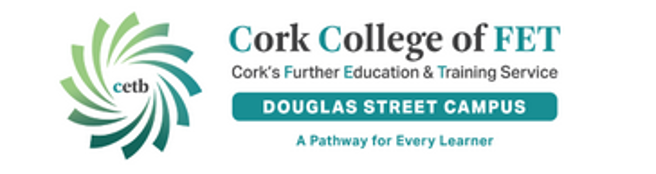 cetb
Cork College of FET
Cork's Further Education & Training Service
DOUGLAS STREET CAMPUS
A Pathway for Every Learner